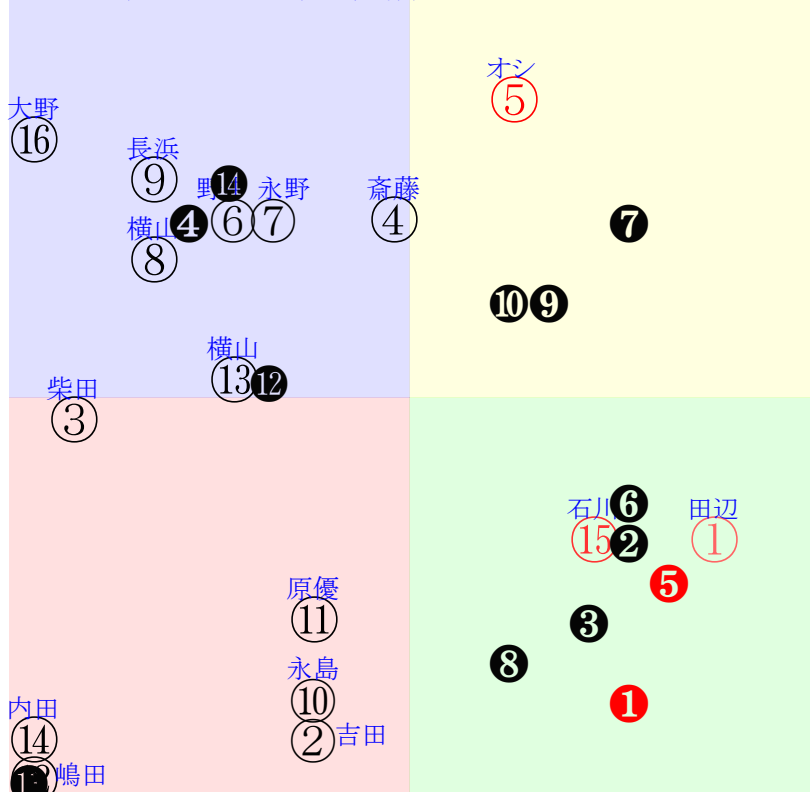 オシ
⑤
大野
⑯
長浜
⑨
⓮
永野
⑥
⑦
斎藤
④
❹
❼
横山
⑧
❿
❾
横山
⑬
⓬
柴田
③
石川
❻
田辺
⑮
❷
①
❺
原優
⑪
❸
永島
❽
⑩
❶
内田
⑭
②
吉田
嶋田